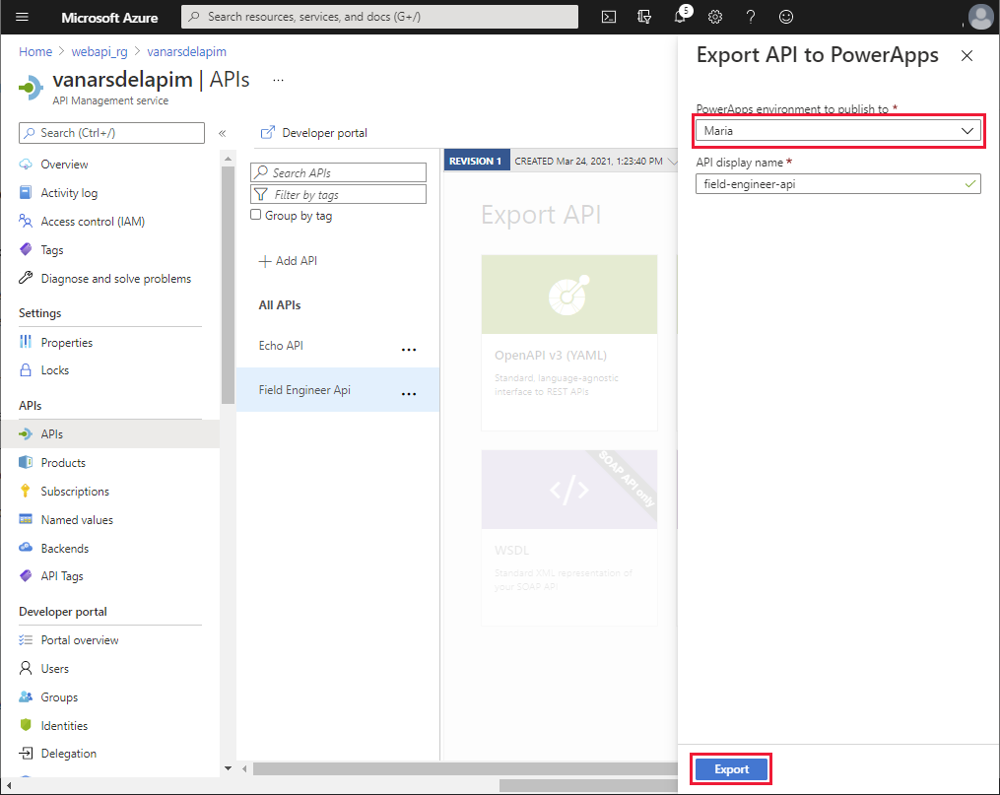 Microsoft Azure
Search resources, services, and docs (G+/)
5
Home > webapi_rg > vanarsdelapim
vanarsdelapim | APIs ...
API Management service
Search (Ctrl+/)
«
Overview
Activity log
Access control (IAM)
Tags
Diagnose and solve problems
Settings
Properties
Locks
APIs
APIs
Products
Subscriptions
Named values
Backends
API Tags
Developer portal
Portal overview
Users
Groups
Identities
Delegation
Developer portal
Search APIs
Filter by tags
Group by tag
+ Add API
All APIs
Echo API ...
Field Engineer Api ...
REVISION 1 CREATED Mar 24, 2021, 1:23:40 PM
Export API
OpenAPI v3 (YAML)
Standard, language-agnostic
interface to REST APIs
SOAP API only
</>
WSDL
Standard XML representation of
your SOAP API
Export API to PowerApps
PowerApps environment to publish to *
Maria
API display name *
field-engineer-api
Export